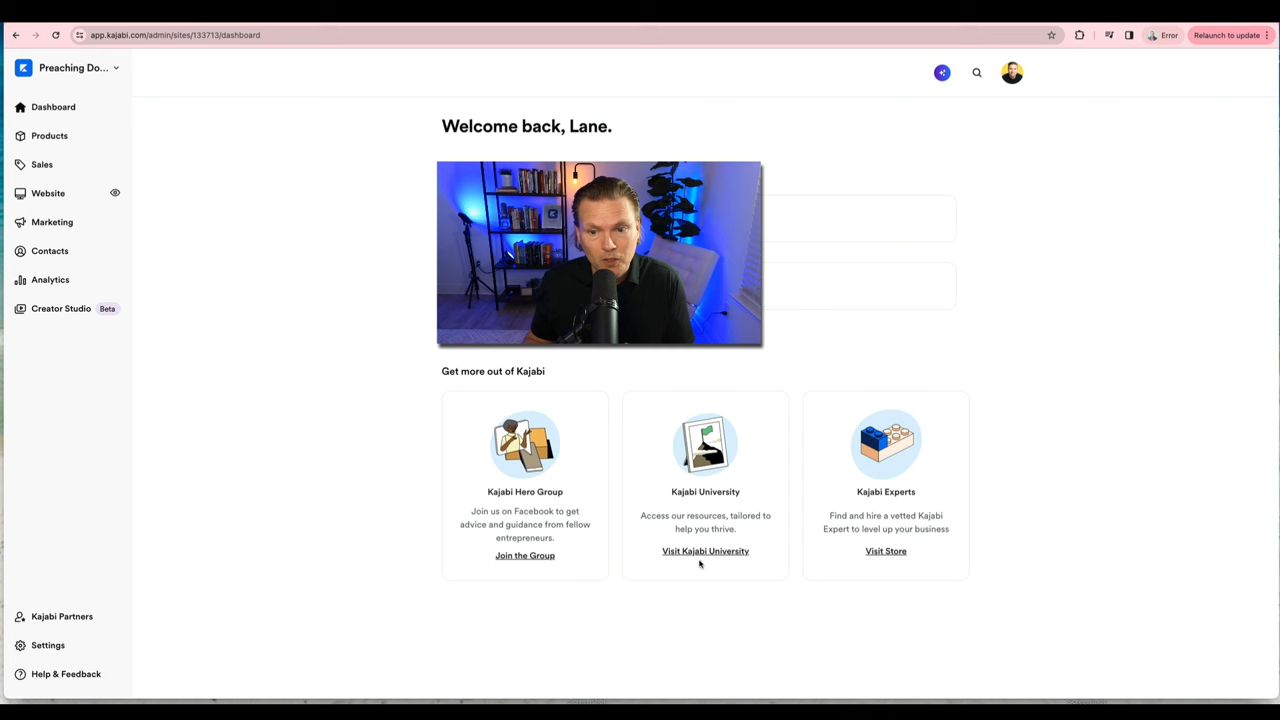 app.kajabi.com/admin/sites/133713/dashboard
Error
Relaunch to update
Preaching Do...
Dashboard
Products
Sales
Website
Marketing
Contacts
Analytics
Creator Studio
Beta
Kajabi Partners
Settings
Help & Feedback
Welcome back, Lane.
Get more out of Kajabi
Kajabi Hero Group
Join us on Facebook to get
advice and guidance from fellow
entrepreneurs.
Join the Group
Kajabi University
Access our resources, tailored to
help you thrive.
Visit Kajabi University
Kajabi Experts
Find and hire a vetted Kajabi
Expert to level up your business
Visit Store